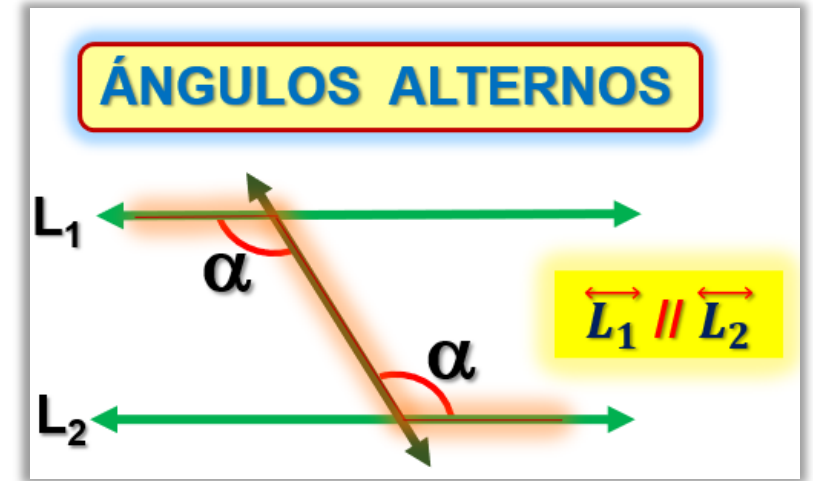 ÁNGULOS ALTERNOS
L₁
α
L₁ // L₂
α
L₂